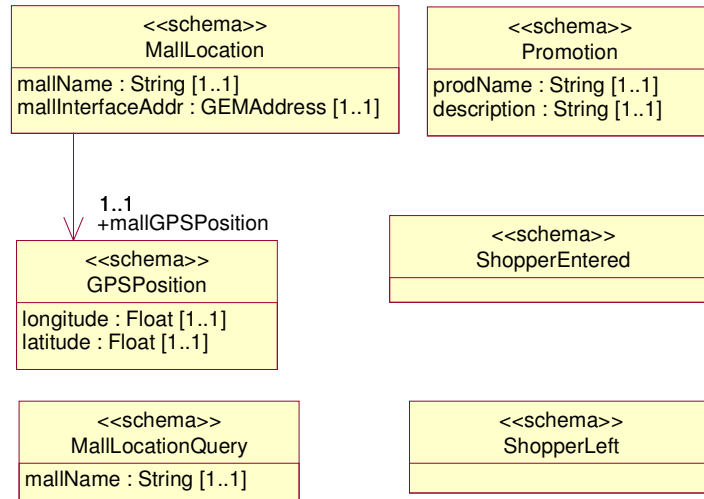 <<schema>>
MallLocation
mallName : String [1..1]
mallInterfaceAddr : GEMAddress [1..1]
<<schema>>
Promotion
prodName : String [1..1]
description : String [1..1]
1..1
+mallGPSPosition
<<schema>>
GPSPosition
longitude : Float [1..1]
latitude : Float [1..1]
<<schema>>
ShopperEntered
<<schema>>
MallLocationQuery
mallName : String [1..1]
<<schema>>
ShopperLeft